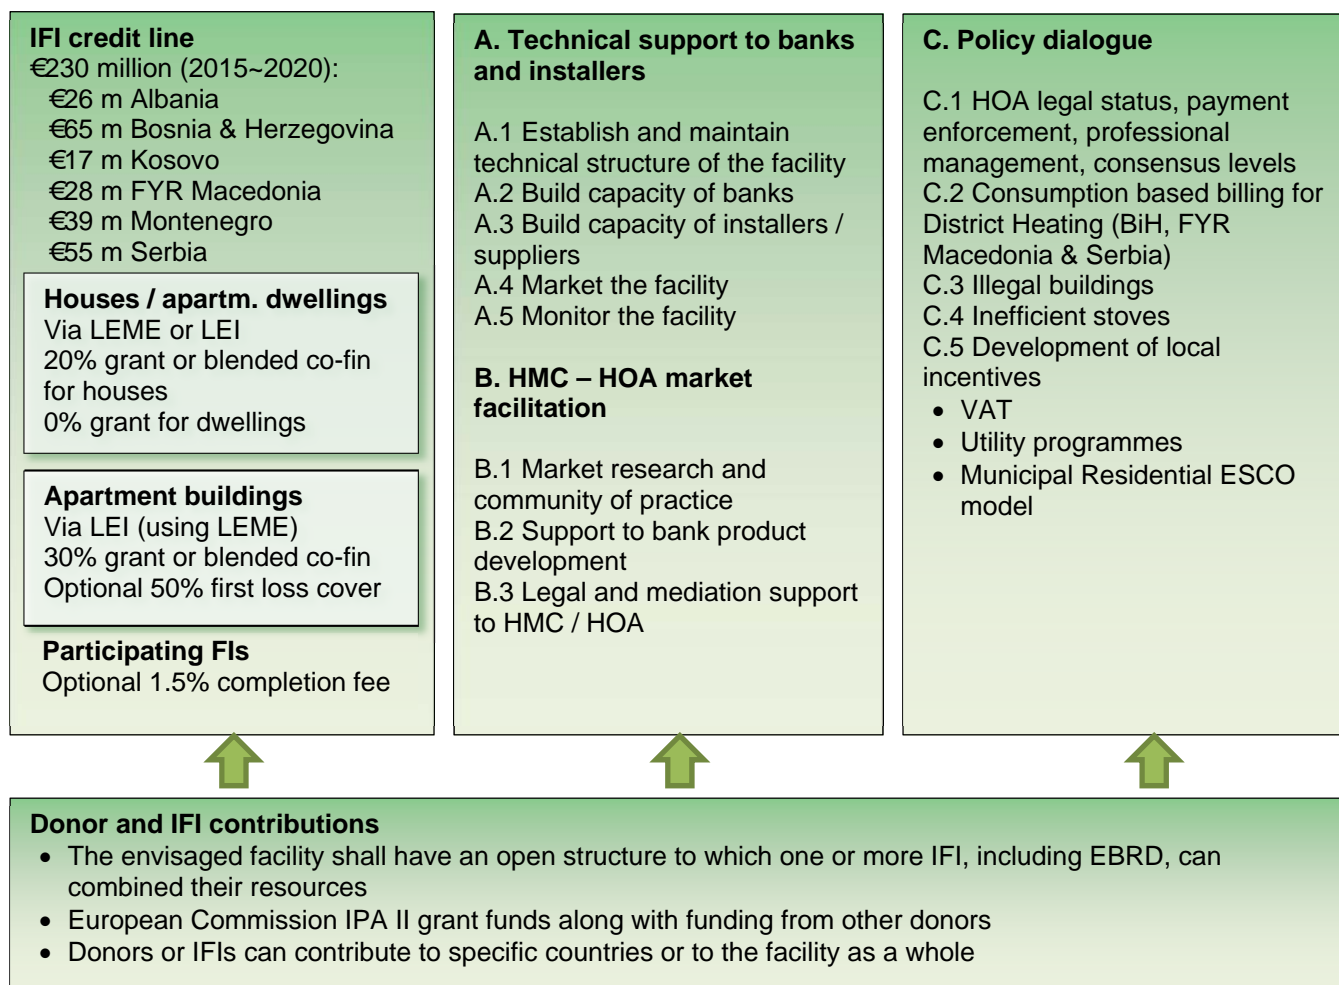 IFI credit line
€230 million (2015~2020):
€26 m Albania
€65 m Bosnia & Herzegovina
€17 m Kosovo
€28 m FYR Macedonia
€39 m Montenegro
€55 m Serbia
Houses / apartm. dwellings
Via LEME or LEI
20% grant or blended co-fin
for houses
0% grant for dwellings
Apartment buildings
Via LEI (using LEME)
30% grant or blended co-fin
Optional 50% first loss cover
Participating FIs
Optional 1.5% completion fee
A. Technical support to banks
and installers
A.1 Establish and maintain
technical structure of the facility
A.2 Build capacity of banks
A.3 Build capacity of installers /
suppliers
A.4 Market the facility
A.5 Monitor the facility
B. HMC – HOA market
facilitation
B.1 Market research and
community of practice
B.2 Support to bank product
development
B.3 Legal and mediation support
to HMC / HOA
C. Policy dialogue
C.1 HOA legal status, payment
enforcement, professional
management, consensus levels
C.2 Consumption based billing for
District Heating (BiH, FYR
Macedonia & Serbia)
C.3 Illegal buildings
C.4 Inefficient stoves
C.5 Development of local
incentives
• VAT
• Utility programmes
• Municipal Residential ESCO
model
Donor and IFI contributions
• The envisaged facility shall have an open structure to which one or more IFI, including EBRD, can
combined their resources
• European Commission IPA II grant funds along with funding from other donors
• Donors or IFIs can contribute to specific countries or to the facility as a whole